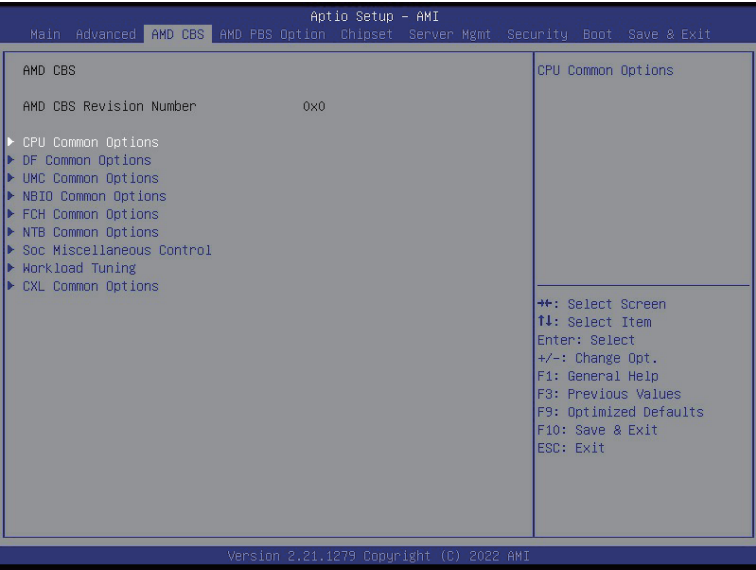 Aptio Setup – AMI
Main Advanced AMD CBS AMD PBS Option Chipset Server Mgmt Security Boot Save & Exit
AMD CBS
AMD CBS Revision Number 0x0
CPU Common Options
DF Common Options
UMC Common Options
NBIO Common Options
FCH Common Options
NTB Common Options
Soc Miscellaneous Control
Workload Tuning
CXL Common Options
CPU Common Options
→←: Select Screen
↑↓: Select Item
Enter: Select
+/-: Change Opt.
F1: General Help
F3: Previous Values
F9: Optimized Defaults
F10: Save & Exit
ESC: Exit
Version 2.21.1279 Copyright (C) 2022 AMI